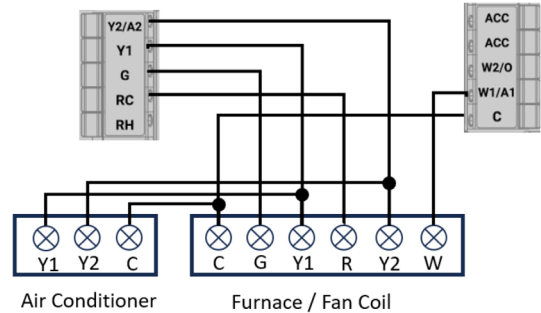 Y2/A2
Y1
G
RC
RH
ACC
ACC
W2/O
W1/A1
C
Y1 Y2 C
C G Y1 R Y2 W
Air Conditioner
Furnace / Fan Coil